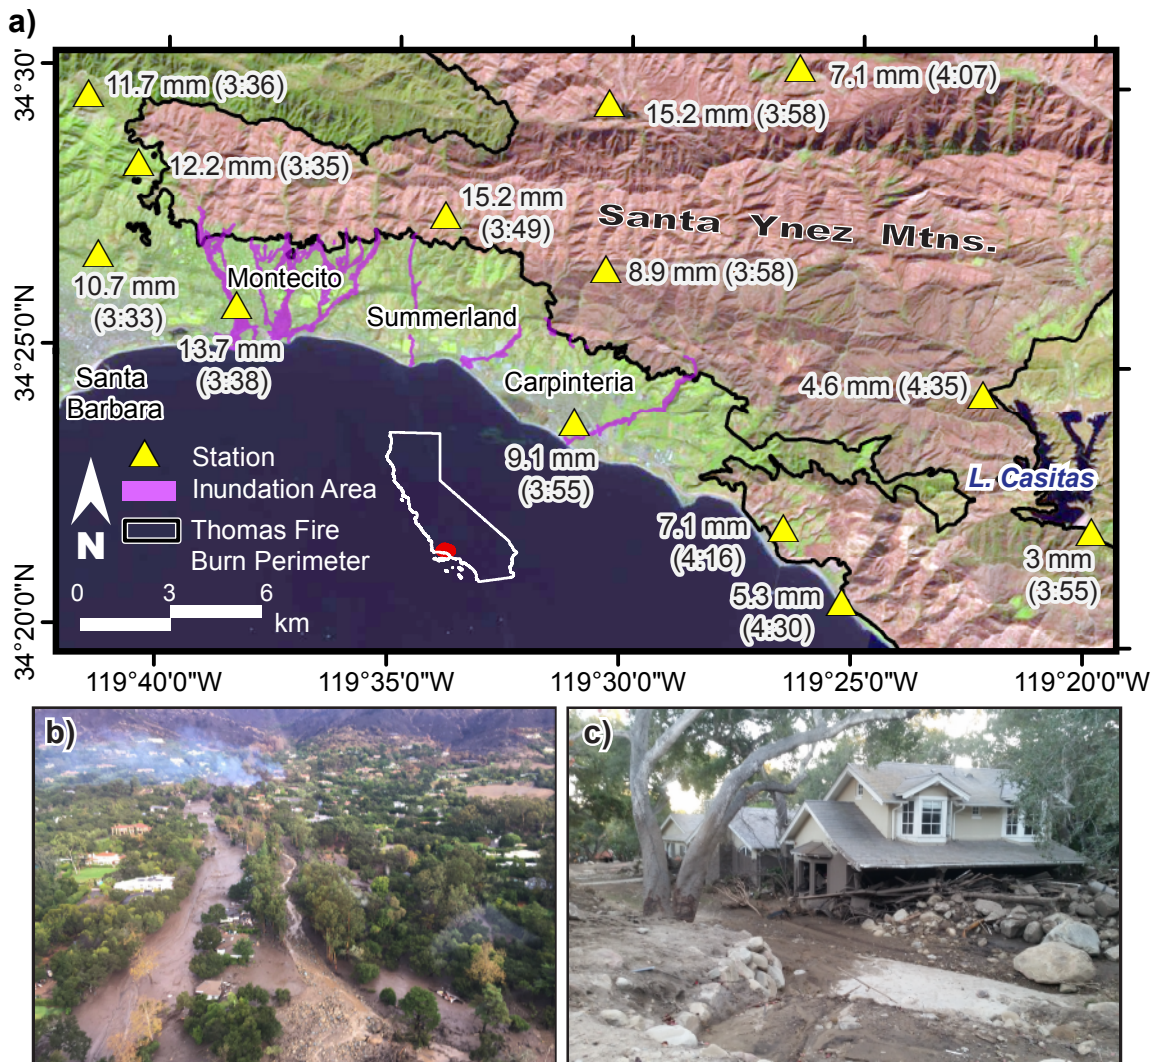 a)
34°30'
34°25'0"N
34°20'0"N
11.7 mm (3:36)
7.1 mm (4:07)
15.2 mm (3:58)
12.2 mm (3:35)
15.2 mm
(3:49)
Santa Ynez Mtns.
8.9 mm (3:58)
10.7 mm
(3:33)
Montecito
Summerland
13.7 mm
(3:38)
Santa
Barbara
Carpinteria
4.6 mm (4:35)
9.1 mm
(3:55)
L. Casitas
7.1 mm
(4:16)
3 mm
(3:55)
5.3 mm
(4:30)
Station
Inundation Area
Thomas Fire
Burn Perimeter
N
0 3 6
km
119°40'0"W 119°35'0"W 119°30'0"W 119°25'0"W 119°20'0"W
b)
c)